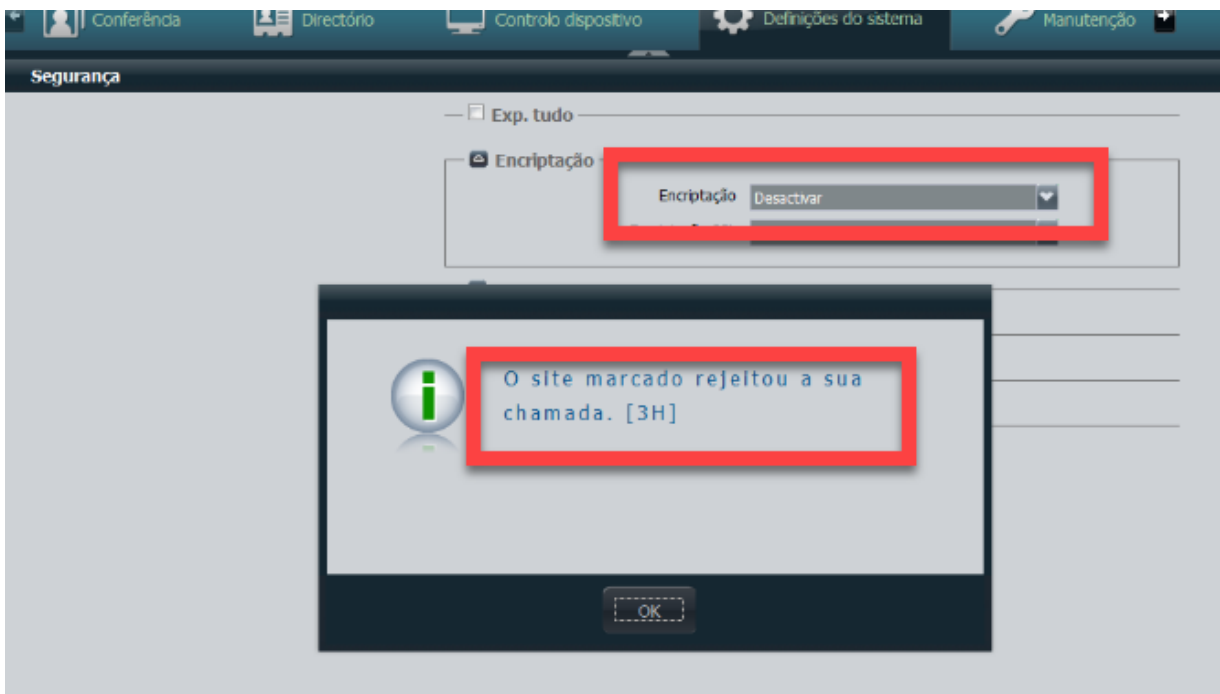 Conferência
Directório
Controlo dispositivo
Definições do sistema
Manutenção
Segurança
Exp. tudo
Encriptação
Encriptação Desactivar
O site marcado rejeitou a sua
chamada. [3H]
OK